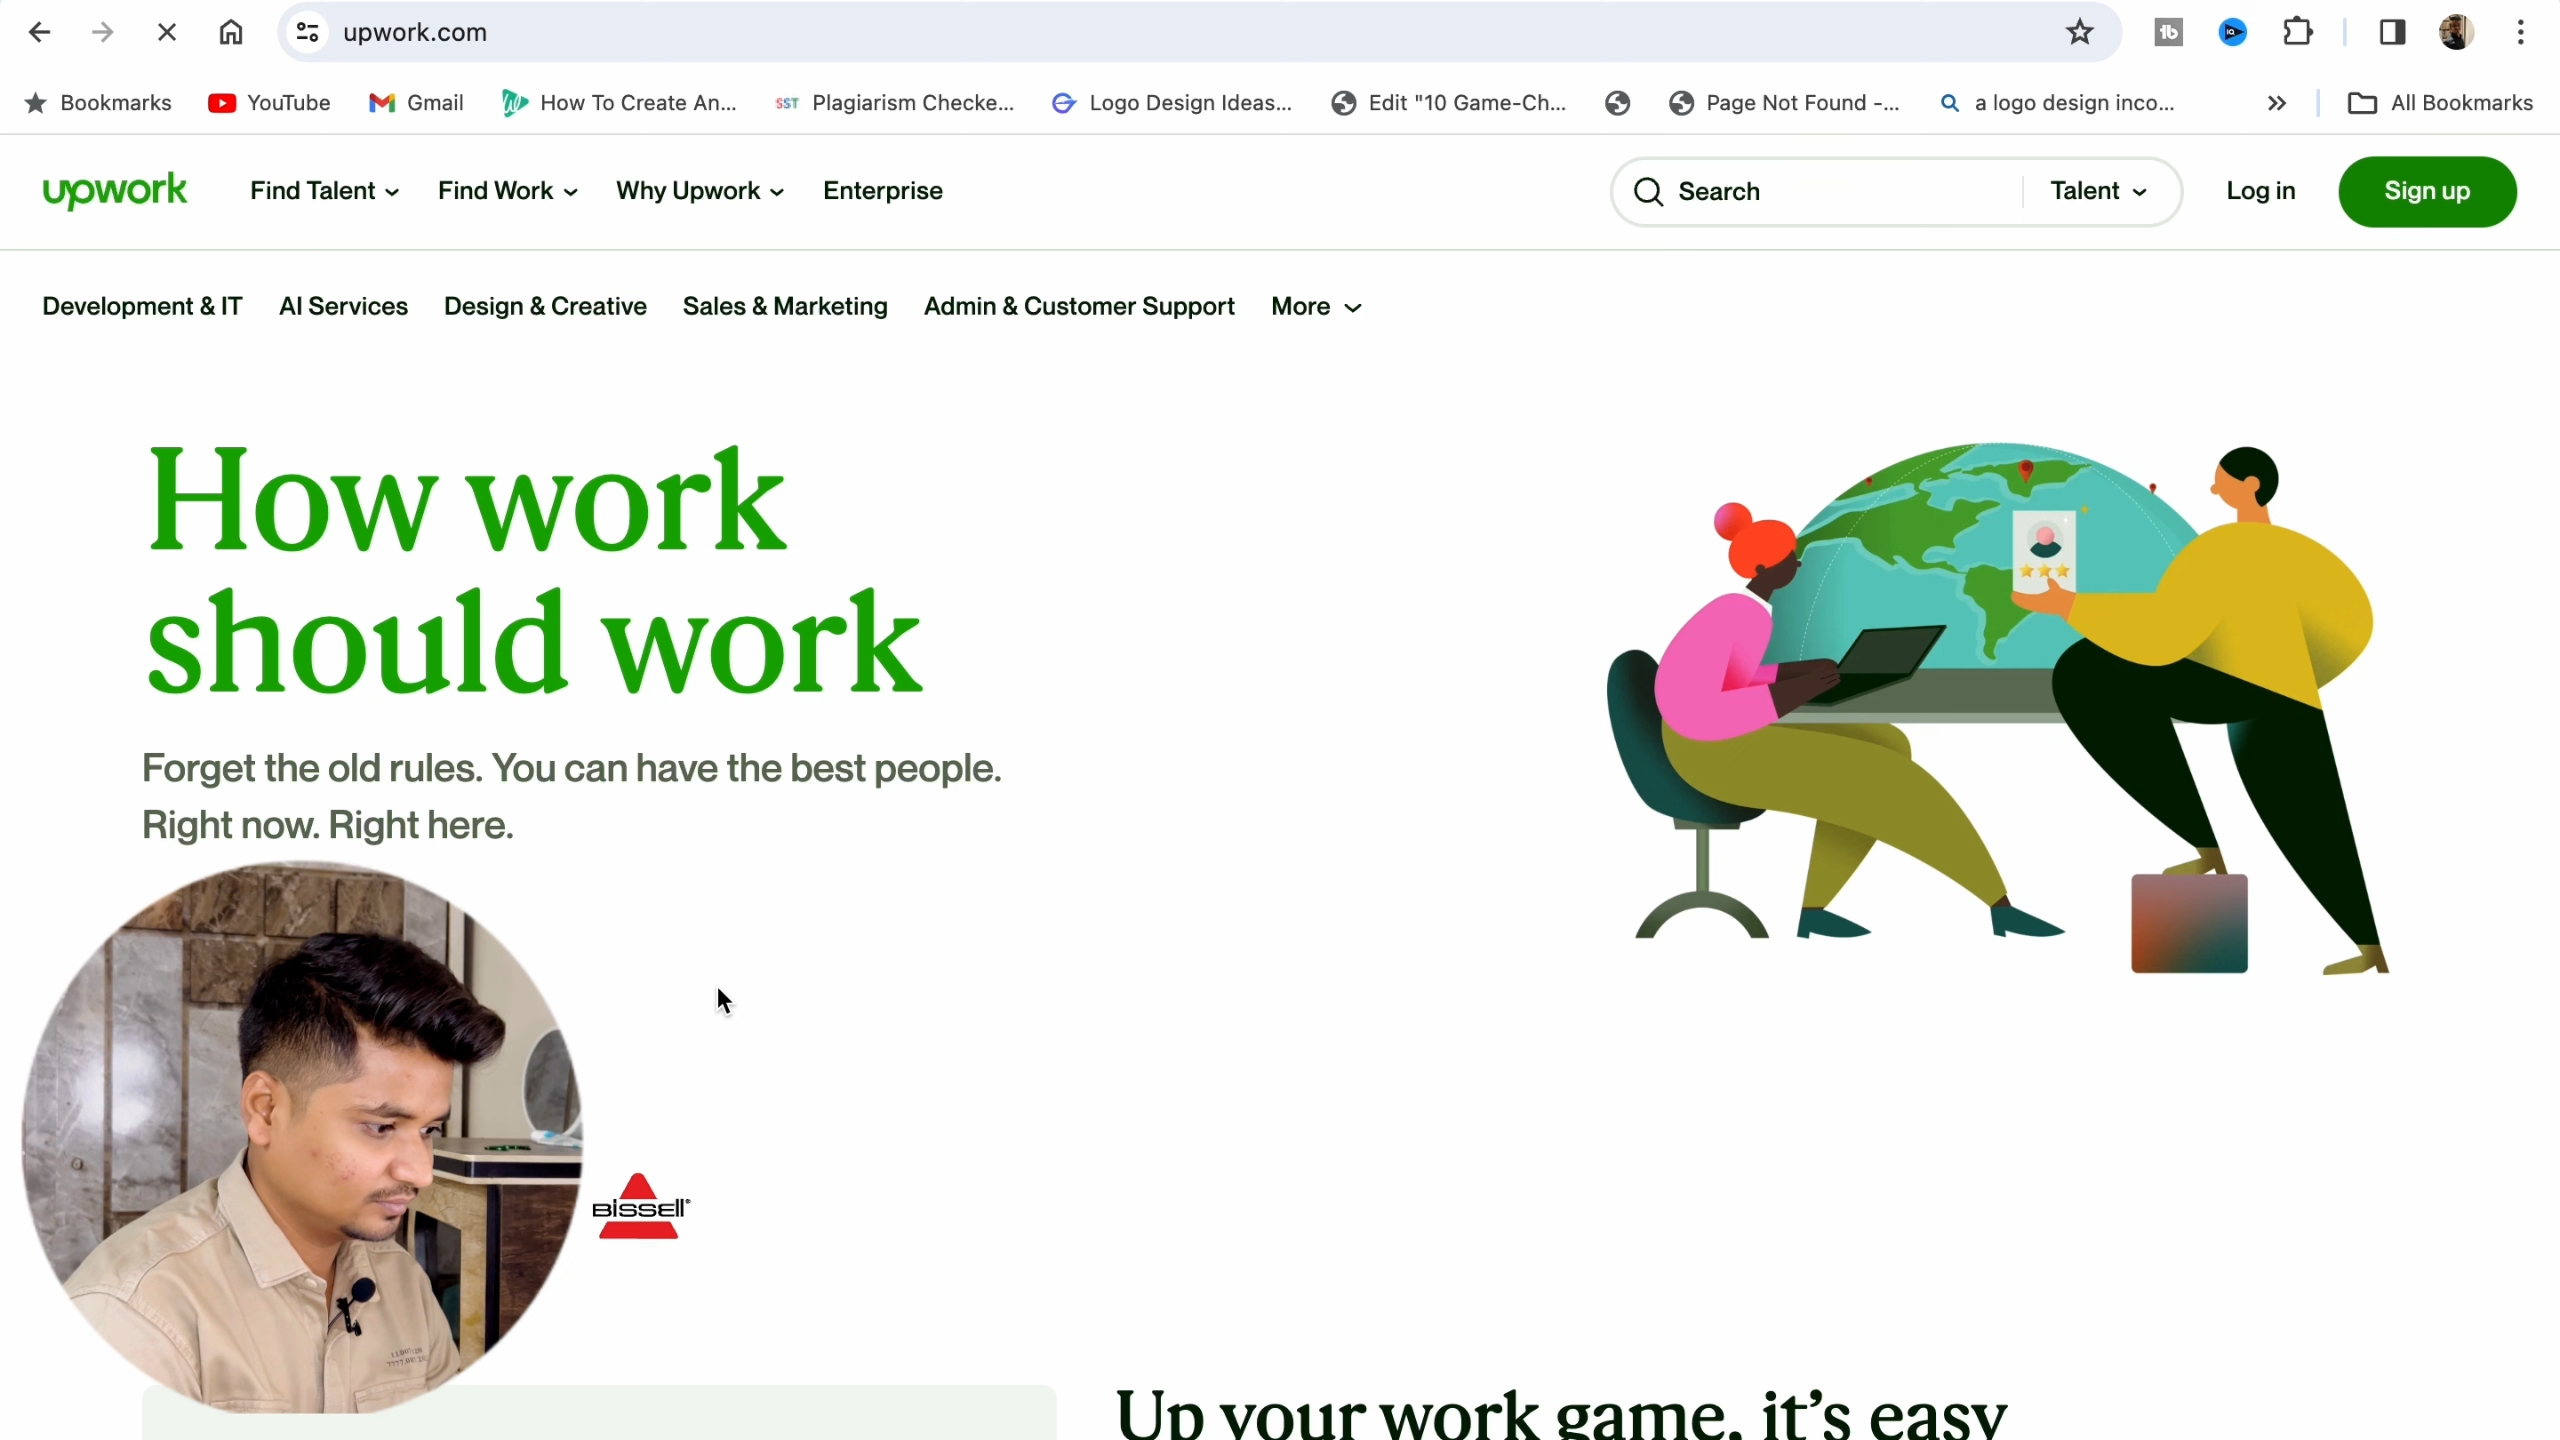 upwork.com
Bookmarks YouTube Gmail How To Create An... SST Plagiarism Checke... Logo Design Ideas... Edit "10 Game-Ch... Page Not Found -... a logo design inco... All Bookmarks
upwork Find Talent Find Work Why Upwork Enterprise Search Talent Log in Sign up
Development & IT AI Services Design & Creative Sales & Marketing Admin & Customer Support More
How work
should work
Forget the old rules. You can have the best people.
Right now. Right here.
BISSELL®
Up your work game, it’s easy